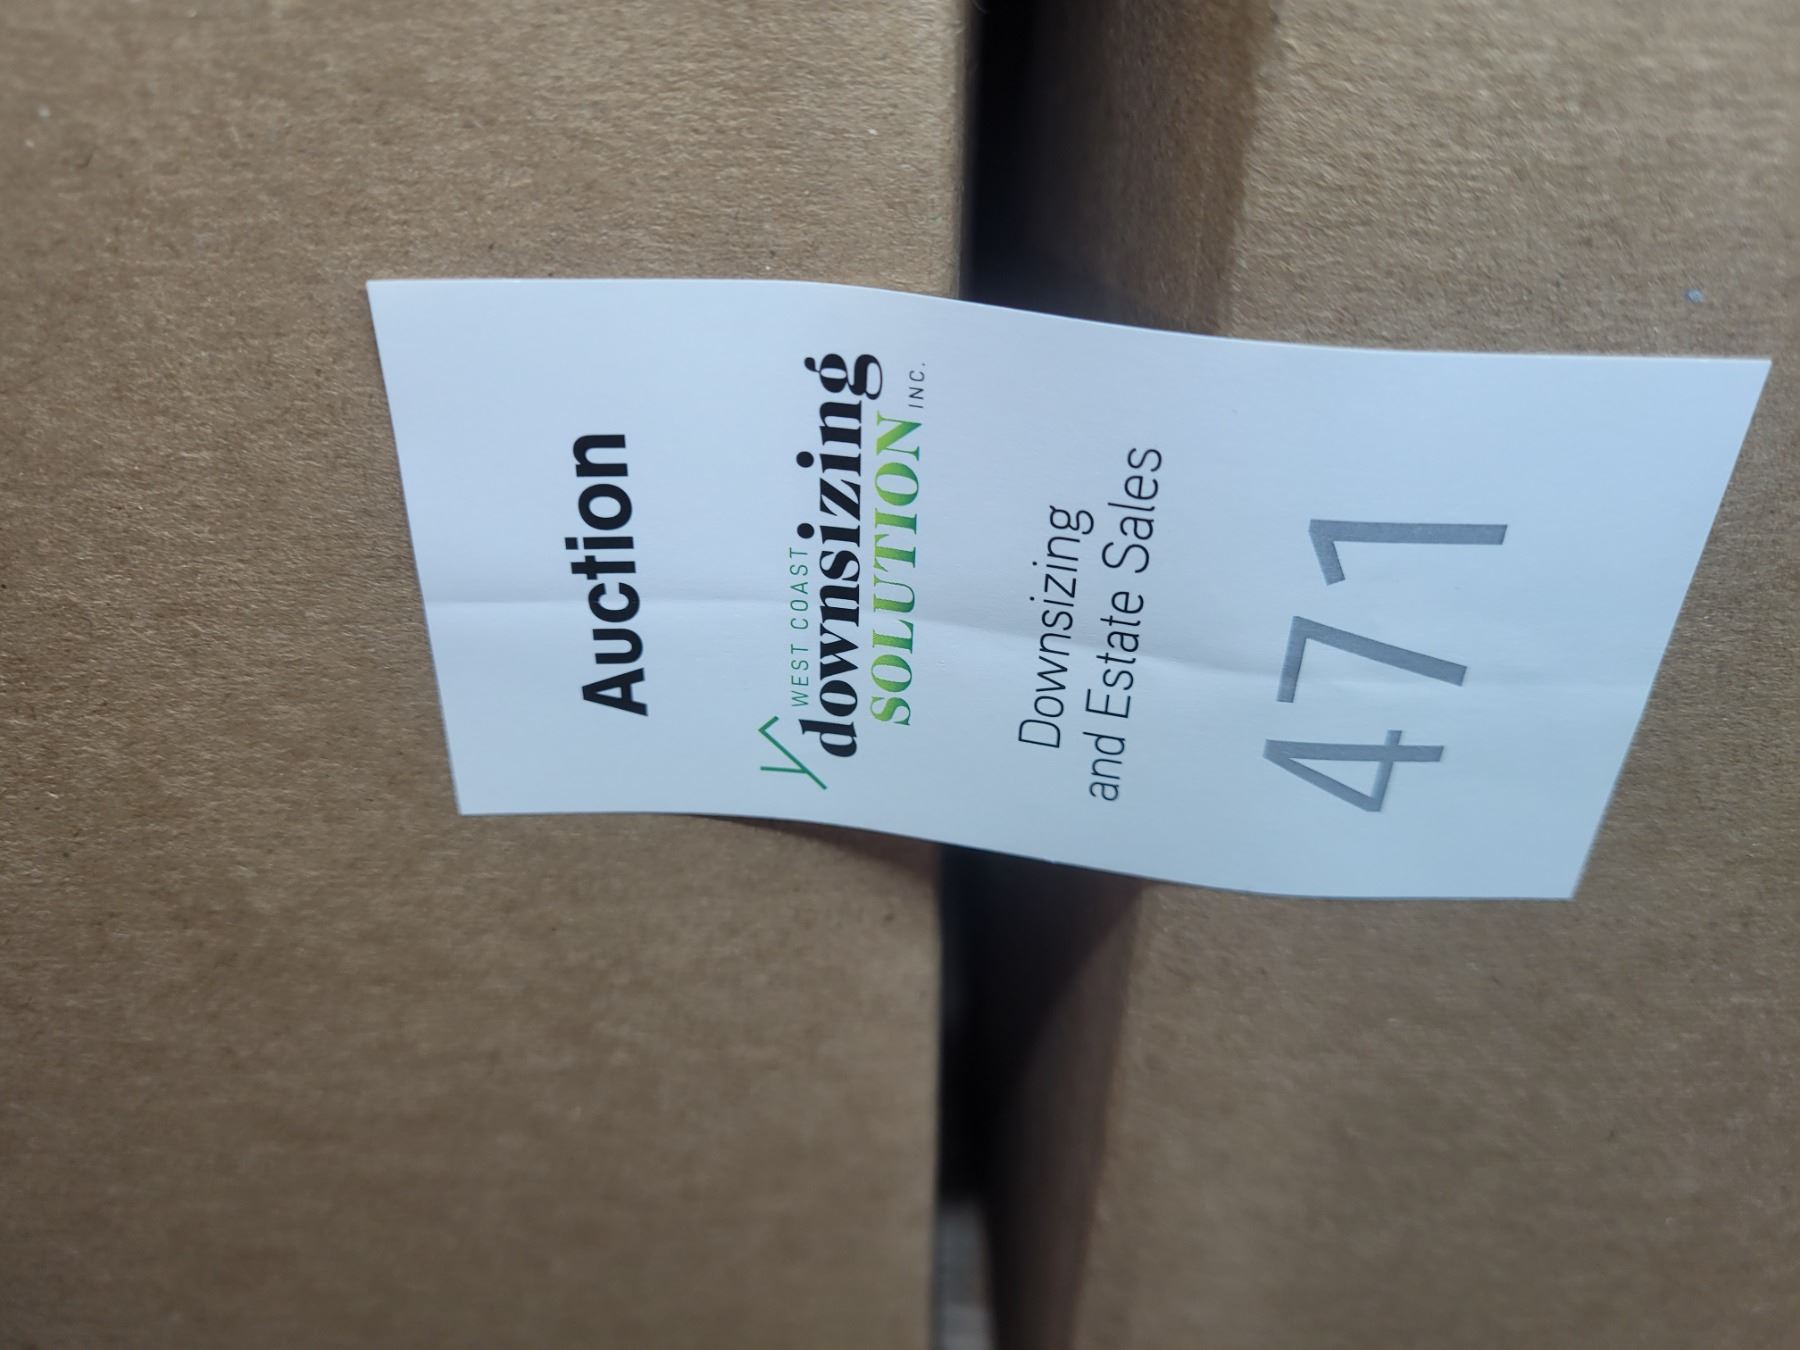 Auction
WEST COAST
downsizing
SOLUTION INC.
Downsizing
and Estate Sales
471